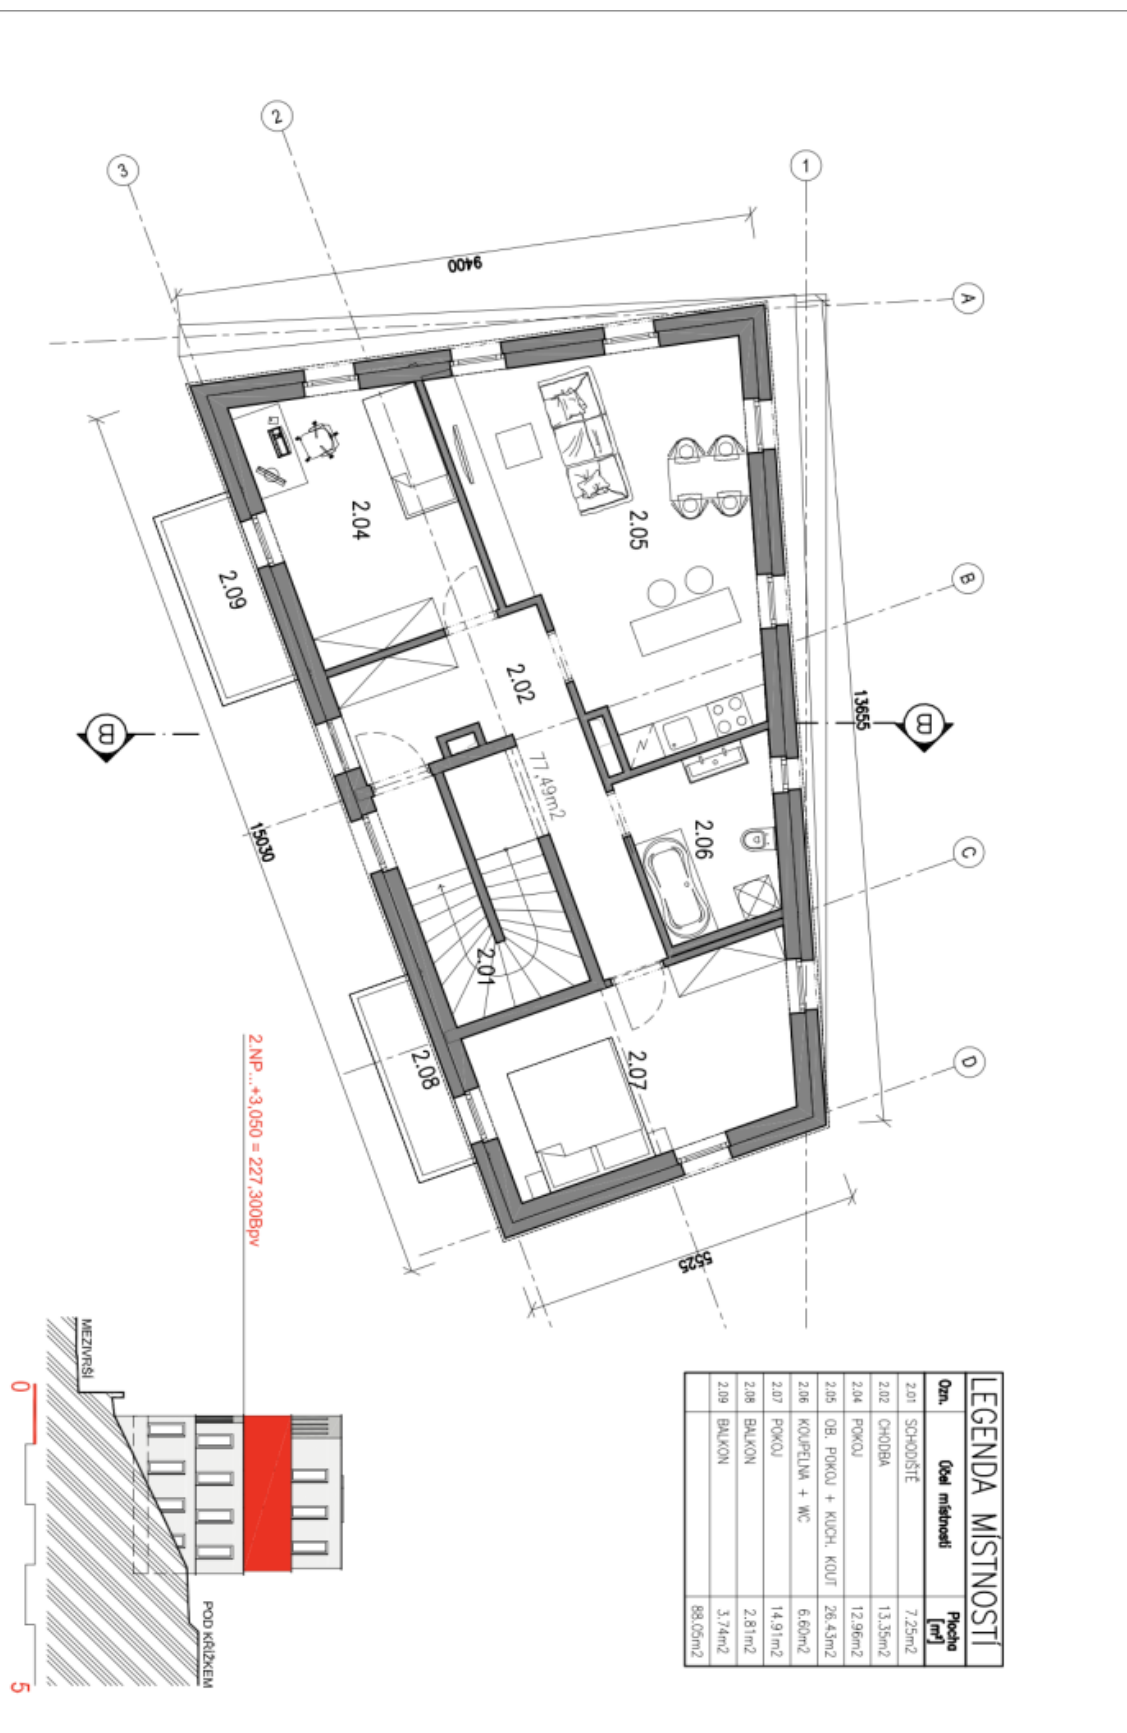 2
3
1
A
B
C
D
9400
13655
15030
5525
B
B
2.04
2.05
2.09
2.02
77,49m2
2.06
2.01
2.07
2.08
2.NP...+3,050 = 227,300Bpv
MEZIVRŠÍ
POD KŘÍŽKEM
0
5
LEGENDA MÍSTNOSTÍ
Ozn. Účel místnosti Plocha [m²]
2.01 SCHODIŠTĚ 7.25m2
2.02 CHODBA 13.35m2
2.04 POKOJ 12.96m2
2.05 OB. POKOJ + KUCH. KOUT 26.43m2
2.06 KOUPELNA + WC 6.60m2
2.07 POKOJ 14.91m2
2.08 BALKON 2.81m2
2.09 BALKON 3.74m2
88.05m2